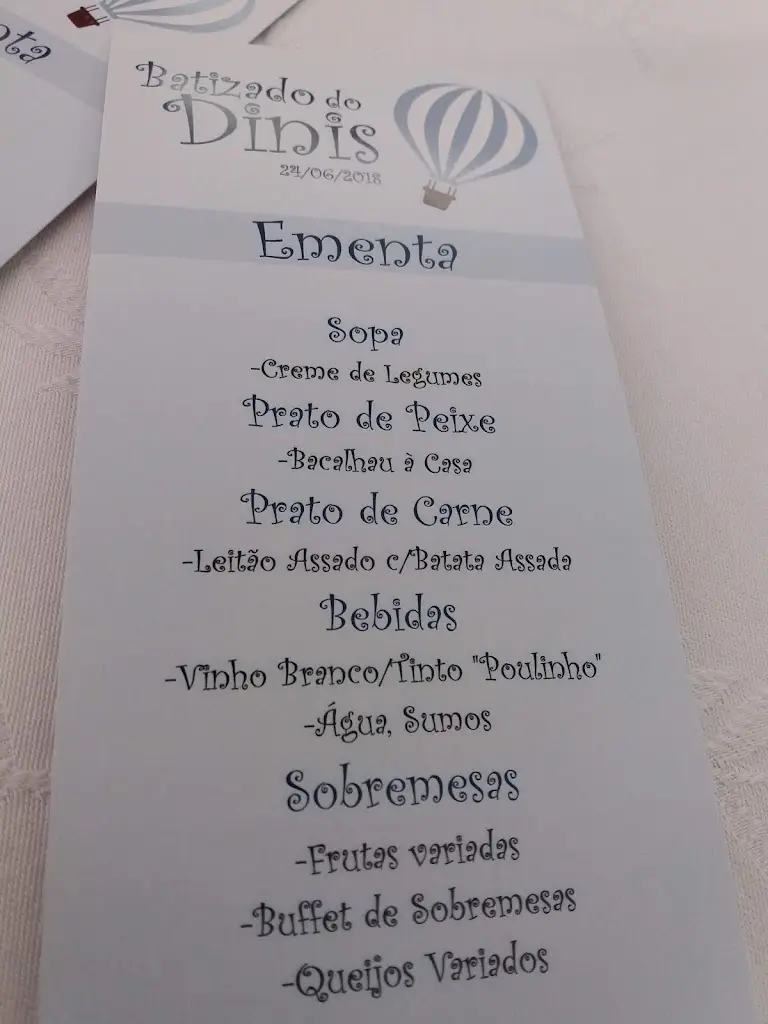 Batizado do
Dinis
24/06/2018
Ementa
Sopa
-Creme de Legumes
Prato de Peixe
-Bacalhau à Casa
Prato de Carne
-Leitão Assado c/Batata Assada
Bebidas
-Vinho Branco/Tinto "Poulinho"
-Água, Sumos
Sobremesas
-Frutas variadas
-Buffet de Sobremesas
-Queijos Variados